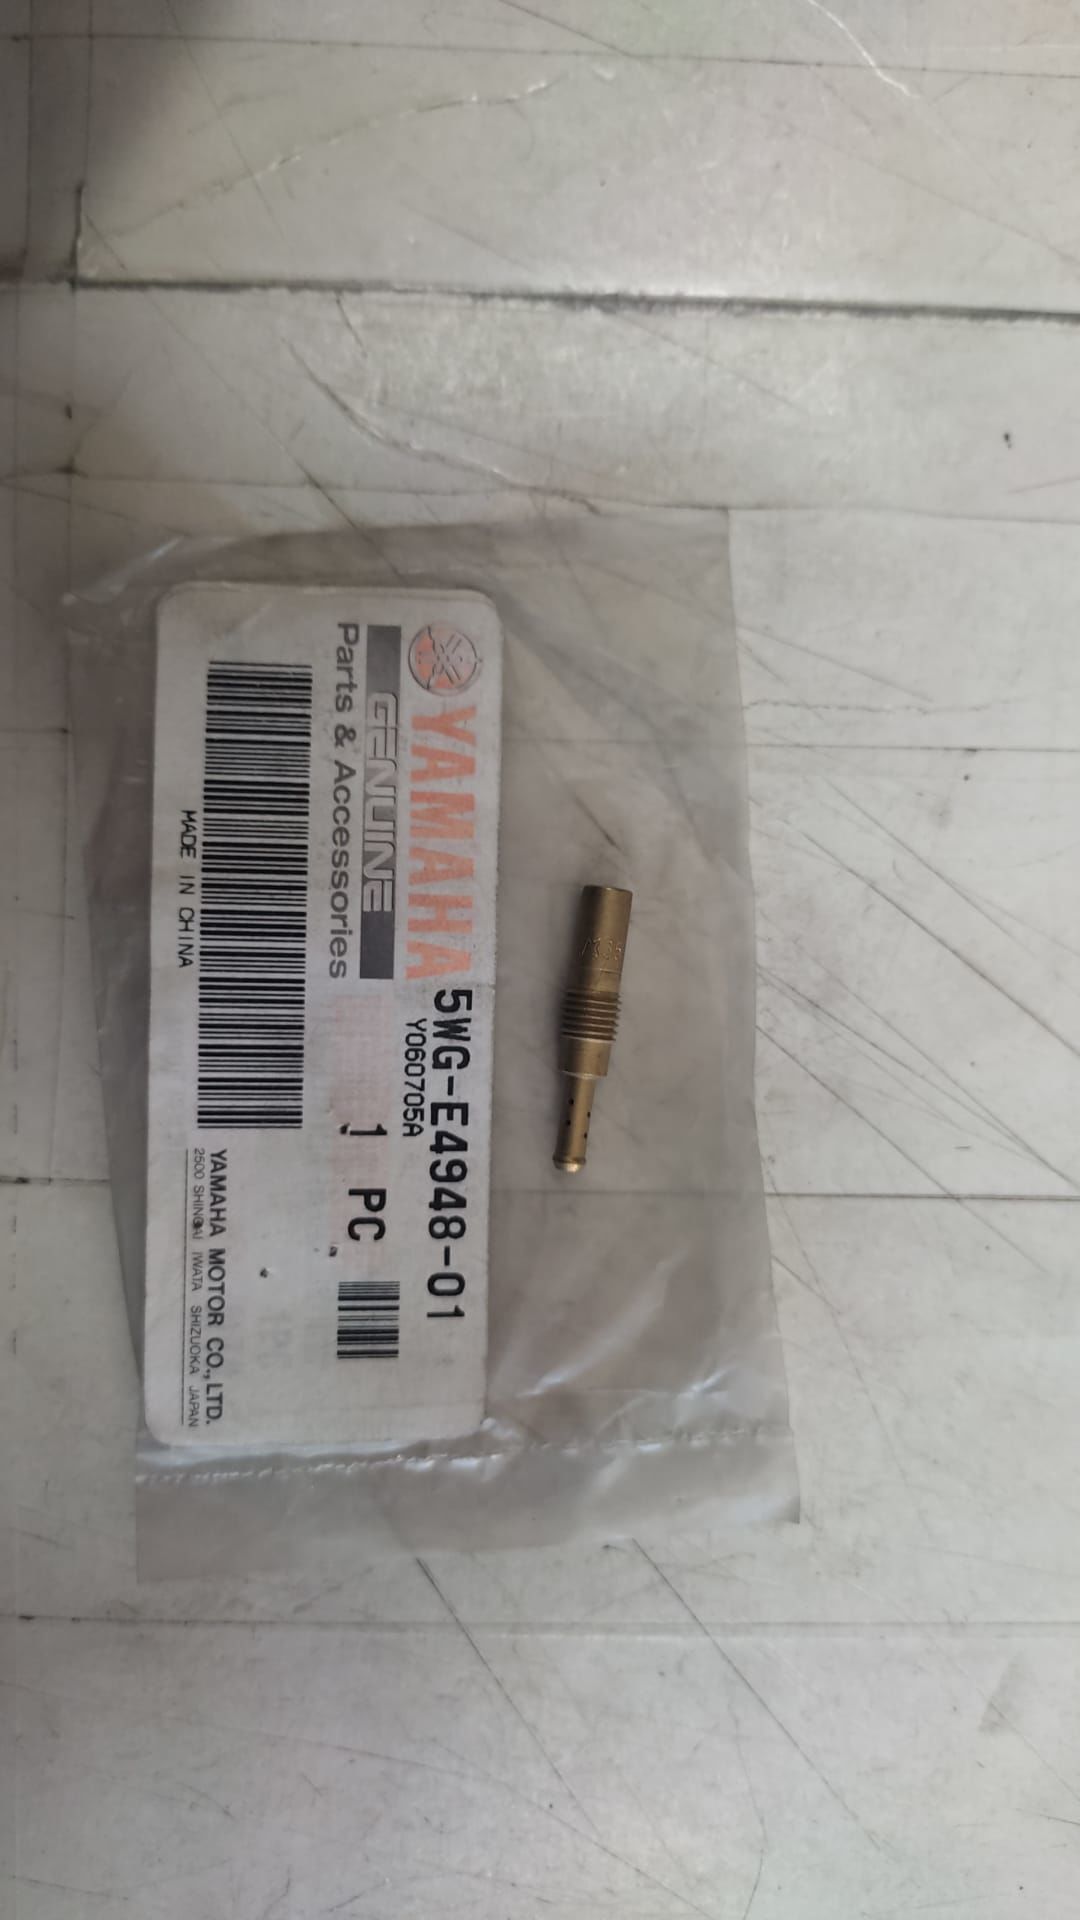 YAMAHA
GENUINE
Parts & Accessories
5WG-E4948-01
Y060705A
1 PC
MADE IN CHINA
YAMAHA MOTOR CO., LTD.
2500 SHINGAI IWATA SHIZUOKA JAPAN